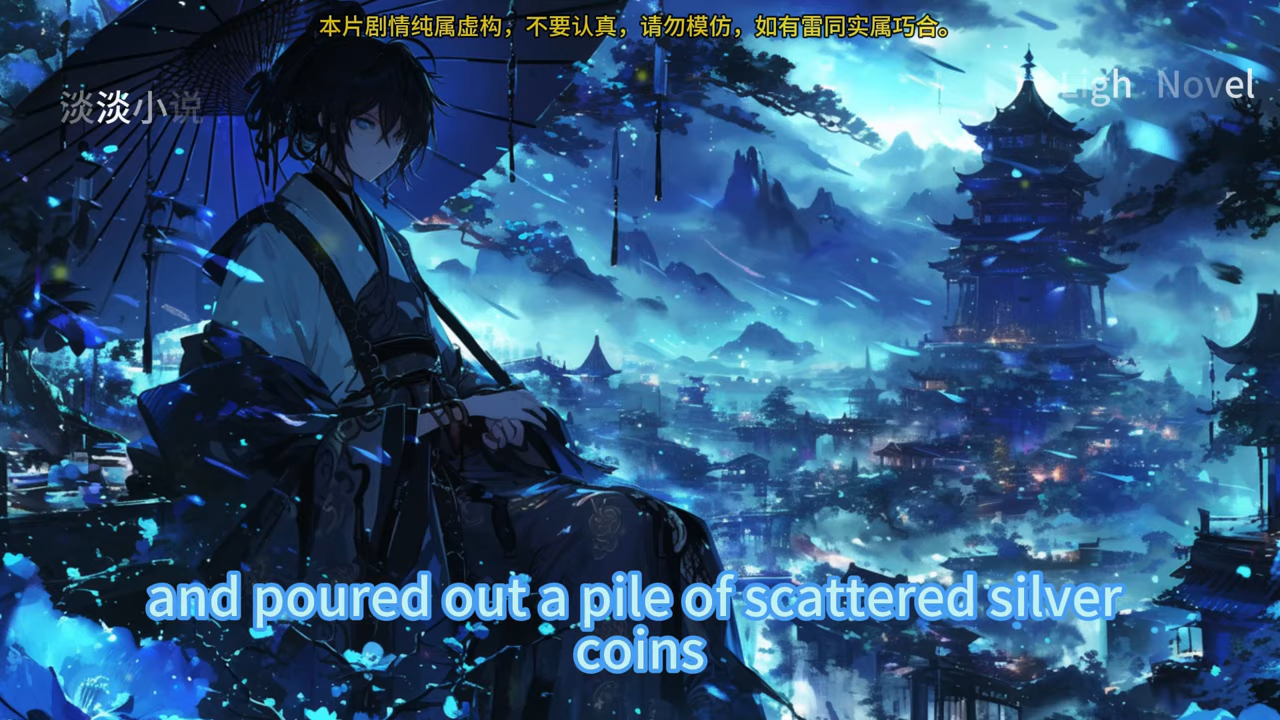 本片剧情纯属虚构，不要认真，请勿模仿，如有雷同实属巧合。
淡淡小说
Ligh Novel
and poured out a pile of scattered silver
coins